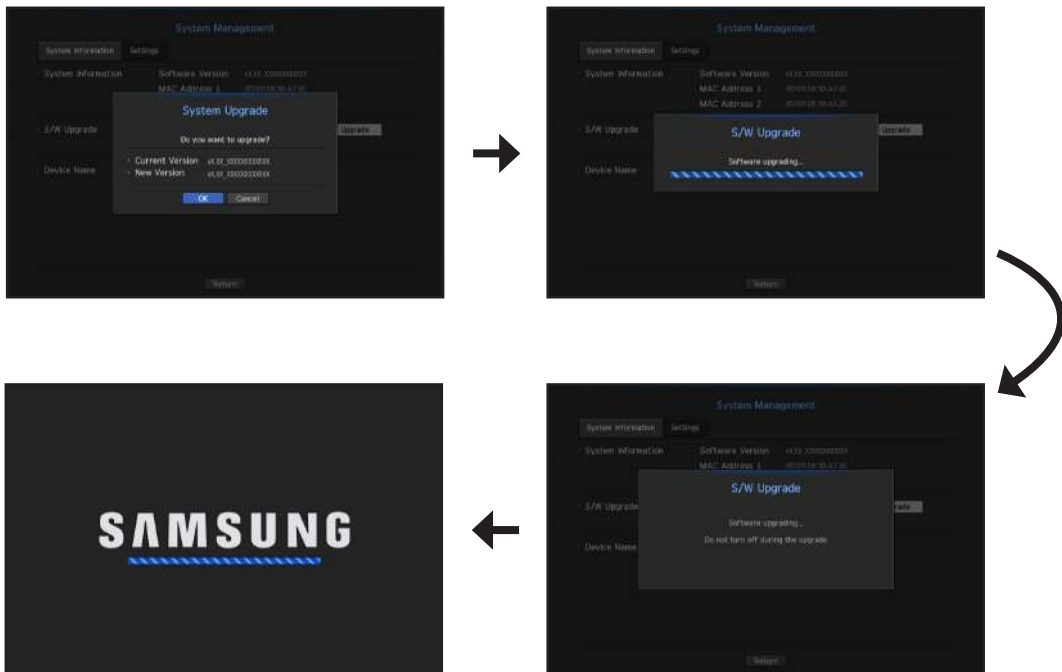 System Management
System Information Settings
System Information Software Version
MAC Address 1
System Upgrade
Do you want to upgrade?
S/W Upgrade Upgrade
Current Version
New Version
Device Name
OK Cancel
Return
System Management
System Information Settings
System Information Software Version
MAC Address 1
MAC Address 2
S/W Upgrade Upgrade
S/W Upgrade
Software upgrading...
Device Name
Return
System Management
System Information Settings
System Information Software Version
MAC Address 1
S/W Upgrade
S/W Upgrade
Software upgrading...
Do not turn off during the upgrade
Device Name
Return
SAMSUNG